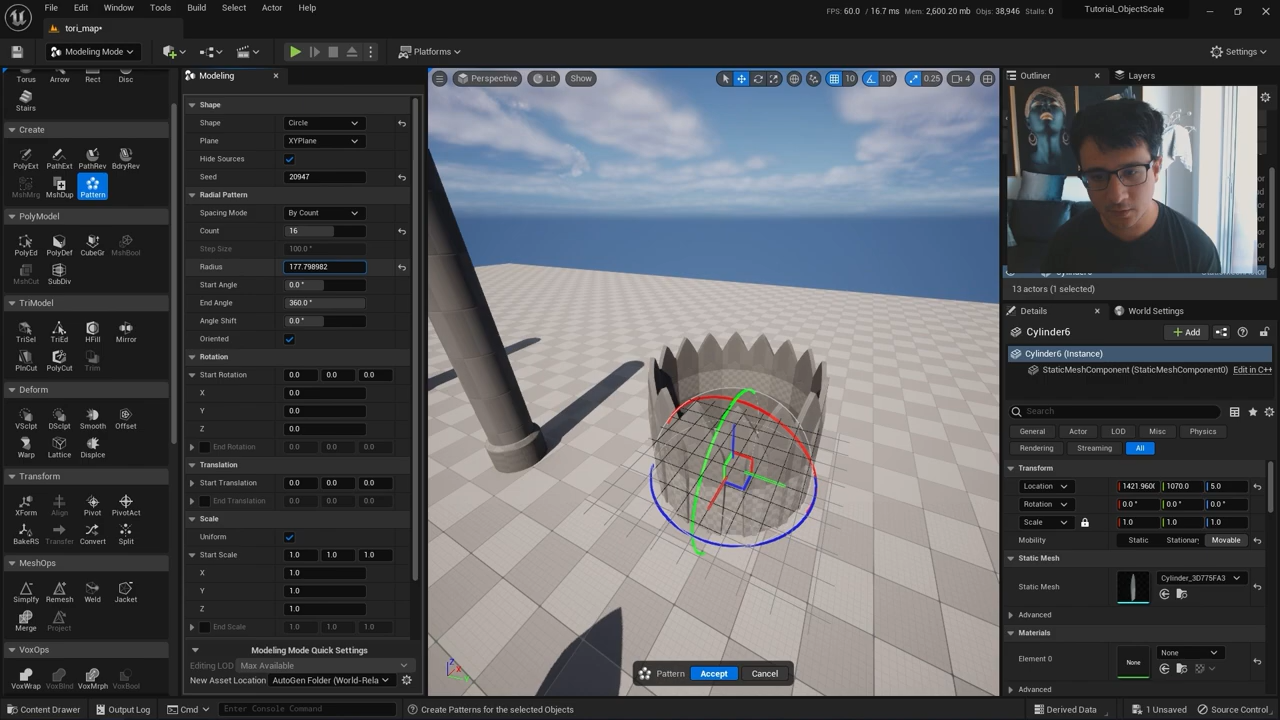 File Edit Window Tools Build Select Actor Help
FPS: 60.0 / 16.7 ms Mem: 2,600.20 mb Objs: 38,946 Stalls: 0
Tutorial_ObjectScale
tori_map•
Modeling Mode
Platforms
Settings
Torus Arrow Rect Disc
Stairs
Create
PolyExt PathExt PathRev BdryRev
MshMrg MshDup Pattern
PolyModel
PolyEd PolyDef CubeGr MshBool
MshCut SubDiv
TriModel
TriSel TriEd HFill Mirror
PlnCut PolyCut Trim
Deform
VSclpt DSclpt Smooth Offset
Warp Lattice Displce
Transform
XForm Align Pivot PivotAct
BakeRS Transfer Convert Split
MeshOps
Simplfy Remesh Weld Jacket
Merge Project
VoxOps
VoxWrap VoxBlnd VoxMrph VoxBool
Modeling
Shape
Shape Circle
Plane XYPlane
Hide Sources
Seed 20947
Radial Pattern
Spacing Mode By Count
Count 16
Step Size 100.0 °
Radius 177.798982
Start Angle 0.0 °
End Angle 360.0 °
Angle Shift 0.0 °
Oriented
Rotation
Start Rotation 0.0 0.0 0.0
X 0.0
Y 0.0
Z 0.0
End Rotation 0.0 0.0 0.0
Translation
Start Translation 0.0 0.0 0.0
End Translation 0.0 0.0 0.0
Scale
Uniform
Start Scale 1.0 1.0 1.0
X 1.0
Y 1.0
Z 1.0
End Scale 1.0 1.0 1.0
Modeling Mode Quick Settings
Editing LOD Max Available
New Asset Location AutoGen Folder (World-Rela
Perspective Lit Show
10 10° 0.25 4
Pattern Accept Cancel
Outliner Layers
13 actors (1 selected)
Details World Settings
Cylinder6 Add
Cylinder6 (Instance)
StaticMeshComponent (StaticMeshComponent0) Edit in C++
Search
General Actor LOD Misc Physics
Rendering Streaming All
Transform
Location 1421.960( 1070.0 5.0
Rotation 0.0 ° 0.0 ° 0.0 °
Scale 1.0 1.0 1.0
Mobility Static Stationary Movable
Static Mesh
Static Mesh Cylinder_3D775FA3
Advanced
Materials
Element 0 None None
Advanced
Content Drawer Output Log Cmd Enter Console Command Create Patterns for the selected Objects Derived Data 1 Unsaved Source Control